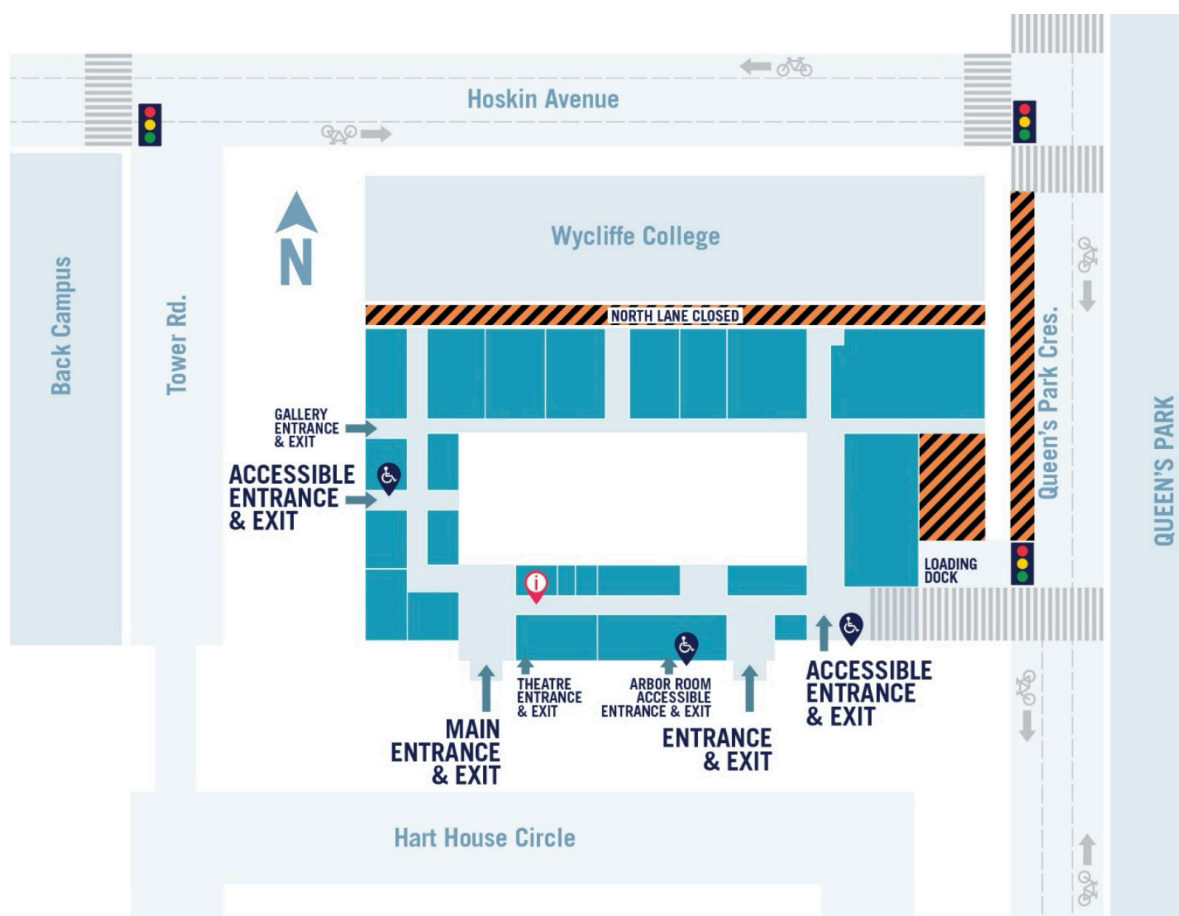 Hoskin Avenue
Wycliffe College
N
Back Campus
Tower Rd.
NORTH LANE CLOSED
Queen's Park Cres.
QUEEN'S PARK
GALLERY
ENTRANCE
& EXIT
ACCESSIBLE
ENTRANCE
& EXIT
LOADING
DOCK
i
THEATRE
ENTRANCE
& EXIT
ARBOR ROOM
ACCESSIBLE
ENTRANCE & EXIT
ACCESSIBLE
ENTRANCE
& EXIT
MAIN
ENTRANCE
& EXIT
ENTRANCE
& EXIT
Hart House Circle